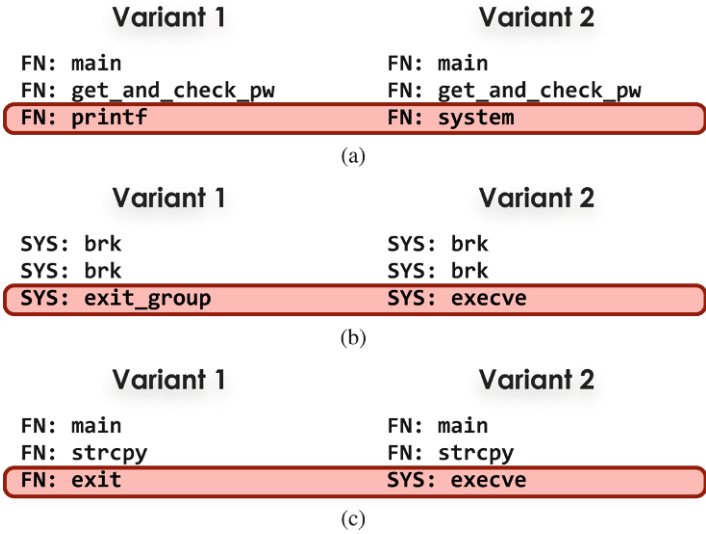 Variant 1 Variant 2
FN: main FN: main
FN: get_and_check_pw FN: get_and_check_pw
FN: printf FN: system
(a)
Variant 1 Variant 2
SYS: brk SYS: brk
SYS: brk SYS: brk
SYS: exit_group SYS: execve
(b)
Variant 1 Variant 2
FN: main FN: main
FN: strcpy FN: strcpy
FN: exit SYS: execve
(c)